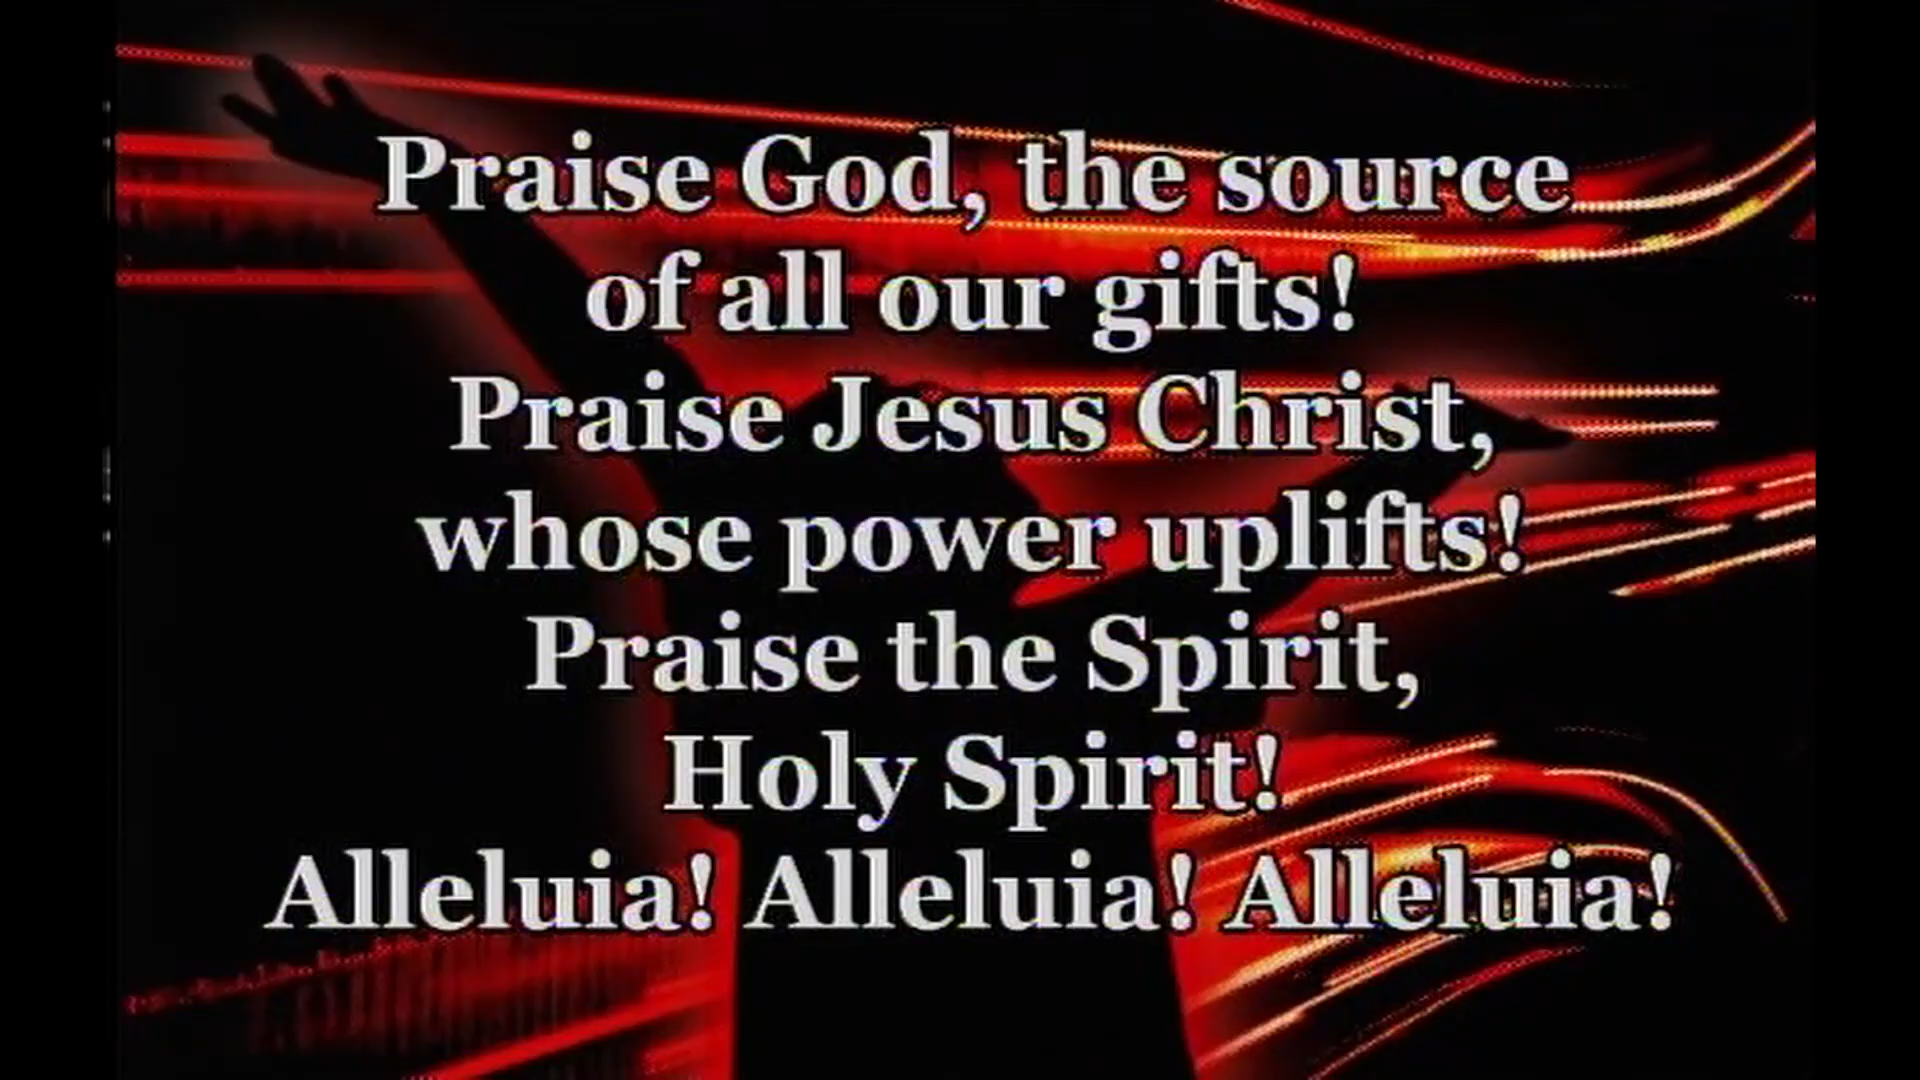 Praise God, the source
of all our gifts!
Praise Jesus Christ,
whose power uplifts!
Praise the Spirit,
Holy Spirit!
Alleluia! Alleluia! Alleluia!